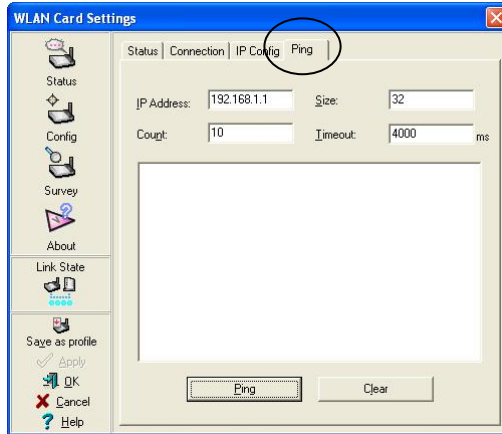 WLAN Card Settings
Status
Config
Survey
About
Link State
Save as profile
Apply
OK
Cancel
Help
Status Connection IP Config Ping
IP Address: 192.168.1.1 Size: 32
Count: 10 Timeout: 4000 ms
Ping Clear